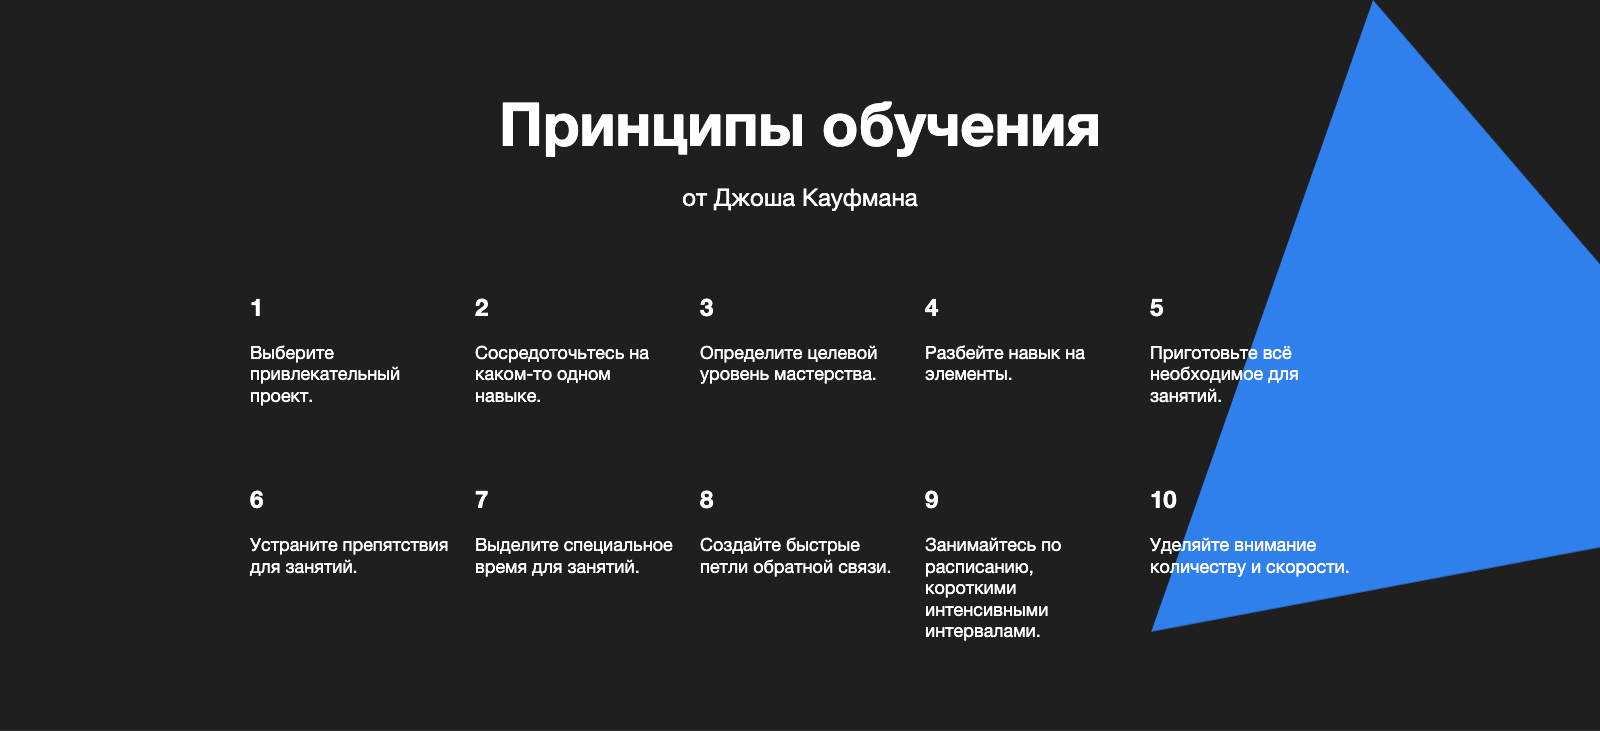 Принципы обучения
от Джоша Кауфмана
1
Выберите
привлекательный
проект.
2
Сосредоточьтесь на
каком-то одном
навыке.
3
Определите целевой
уровень мастерства.
4
Разбейте навык на
элементы.
5
Приготовьте всё
необходимое для
занятий.
6
Устраните препятствия
для занятий.
7
Выделите специальное
время для занятий.
8
Создайте быстрые
петли обратной связи.
9
Занимайтесь по
расписанию,
короткими
интенсивными
интервалами.
10
Уделяйте внимание
количеству и скорости.